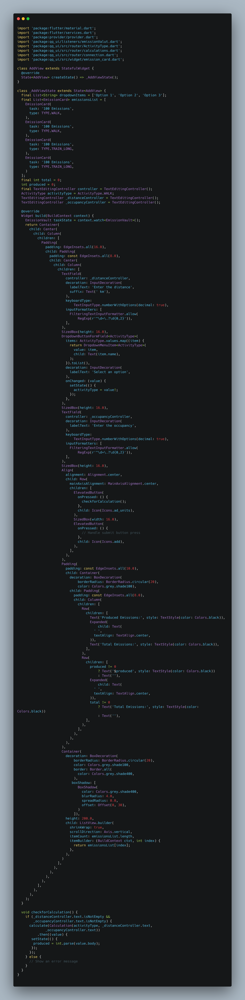 import 'package:flutter/material.dart';
import 'package:flutter/services.dart';
import 'package:provider/provider.dart';
import 'package:qq_ui/listeners/emissionValut.dart';
import 'package:qq_ui/src/router/ActivityType.dart';
import 'package:qq_ui/src/router/calculations.dart';
import 'package:qq_ui/src/router/connection.dart';
import 'package:qq_ui/src/widget/emission_card.dart';

class AddView extends StatefulWidget {
  @override
  State<AddView> createState() => _AddViewState();
}

class _AddViewState extends State<AddView> {
  final List<String> dropdownItems = ['Option 1', 'Option 2', 'Option 3'];
  final List<EmissionCard> emissionsList = [
    EmissionCard(
      task: '100 Emissions',
      type: TYPE.WALK,
    ),
    EmissionCard(
      task: '100 Emissions',
      type: TYPE.WALK,
    ),
    EmissionCard(
      task: '100 Emissions',
      type: TYPE.TRAIN_LONG,
    ),
    EmissionCard(
      task: '100 Emissions',
      type: TYPE.TRAIN_LONG,
    )
  ];
  final int total = 0;
  int produced = 0;
  final TextEditingController controller = TextEditingController();
  ActivityType activityType = ActivityType.WALK;
  TextEditingController _distanceController = TextEditingController();
  TextEditingController _occupancyController = TextEditingController();

  @override
  Widget build(BuildContext context) {
    EmissionVault taskState = context.watch<EmissionVault>();
    return Container(
      child: Center(
        child: Column(
          children: [
            Padding(
              padding: EdgeInsets.all(16.0),
              child: Padding(
                padding: const EdgeInsets.all(8.0),
                child: Center(
                  child: Column(
                    children: [
                      TextField(
                        controller: _distanceController,
                        decoration: InputDecoration(
                          labelText: 'Enter the distance',
                          suffix: Text(' km'),
                        ),
                        keyboardType:
                            TextInputType.numberWithOptions(decimal: true),
                        inputFormatters: [
                          FilteringTextInputFormatter.allow(
                              RegExp(r'^\d+\.?\d{0,2}')),
                        ],
                      ),
                      SizedBox(height: 16.0),
                      DropdownButtonFormField<ActivityType>(
                        items: ActivityType.values.map((item) {
                          return DropdownMenuItem<ActivityType>(
                            value: item,
                            child: Text(item.name),
                          );
                        }).toList(),
                        decoration: InputDecoration(
                          labelText: 'Select an option',
                        ),
                        onChanged: (value) {
                          setState(() {
                            activityType = value!;
                          });
                        },
                      ),
                      SizedBox(height: 16.0),
                      TextField(
                        controller: _occupancyController,
                        decoration: InputDecoration(
                          labelText: 'Enter the occupancy',
                        ),
                        keyboardType:
                            TextInputType.numberWithOptions(decimal: true),
                        inputFormatters: [
                          FilteringTextInputFormatter.allow(
                              RegExp(r'^\d+\.?\d{0,2}')),
                        ],
                      ),
                      SizedBox(height: 16.0),
                      Align(
                        alignment: Alignment.center,
                        child: Row(
                          mainAxisAlignment: MainAxisAlignment.center,
                          children: [
                            ElevatedButton(
                              onPressed: () {
                                checkforCalculation();
                              },
                              child: Icon(Icons.ad_units),
                            ),
                            SizedBox(width: 16.0),
                            ElevatedButton(
                              onPressed: () {
                                // Handle submit button press
                              },
                              child: Icon(Icons.add),
                            ),
                          ],
                        ),
                      ),
                      Padding(
                        padding: const EdgeInsets.all(10.0),
                        child: Container(
                          decoration: BoxDecoration(
                              borderRadius: BorderRadius.circular(20),
                              color: Colors.grey.shade100),
                          child: Padding(
                            padding: const EdgeInsets.all(8.0),
                            child: Column(
                              children: [
                                Row(
                                  children: [
                                    Text('Produced Emissions:', style: TextStyle(color: Colors.black)),
                                    Expanded(
                                        child: Text(
                                      ' ',
                                      textAlign: TextAlign.center,
                                    )),
                                    Text('Total Emissions:', style: TextStyle(color: Colors.black)),
                                  ],
                                ),
                                Row(
                                  children: [
                                    produced != 0
                                        ? Text('$produced', style: TextStyle(color: Colors.black))
                                        : Text(''),
                                    Expanded(
                                        child: Text(
                                      ' ',
                                      textAlign: TextAlign.center,
                                    )),
                                    total != 0
                                        ? Text('Total Emissions:', style: TextStyle(color:
Colors.black))
                                        : Text(''),
                                  ],
                                ),
                              ],
                            ),
                          ),
                        ),
                      ),
                      Container(
                        decoration: BoxDecoration(
                            borderRadius: BorderRadius.circular(20),
                            color: Colors.grey.shade100,
                            border: Border.all(
                              color: Colors.grey.shade400,
                            ),
                           boxShadow: [
                              BoxShadow(
                                color: Colors.grey.shade400,
                                blurRadius: 4.0,
                                spreadRadius: 0.0,
                                offset: Offset(0, 30),
                              )
                            ]),
                        height: 200.0,
                        child: ListView.builder(
                          shrinkWrap: true,
                          scrollDirection: Axis.vertical,
                          itemCount: emissionsList.length,
                          itemBuilder: (BuildContext ctxt, int index) {
                            return emissionsList[index];
                          },
                        ),
                      )
                    ],
                  ),
                ),
              ),
            ),
          ],
        ),
      ),
    );
  }

  void checkforCalculation() {
    if (_distanceController.text.isNotEmpty &&
        _occupancyController.text.isNotEmpty) {
      calculate(Calculation(activityType, _distanceController.text,
              _occupancyController.text))
          .then((value) {
       setState(() {
        produced = int.parse(value.body);
       });
      });
    } else {
      // Show an error message
    }
  }
}